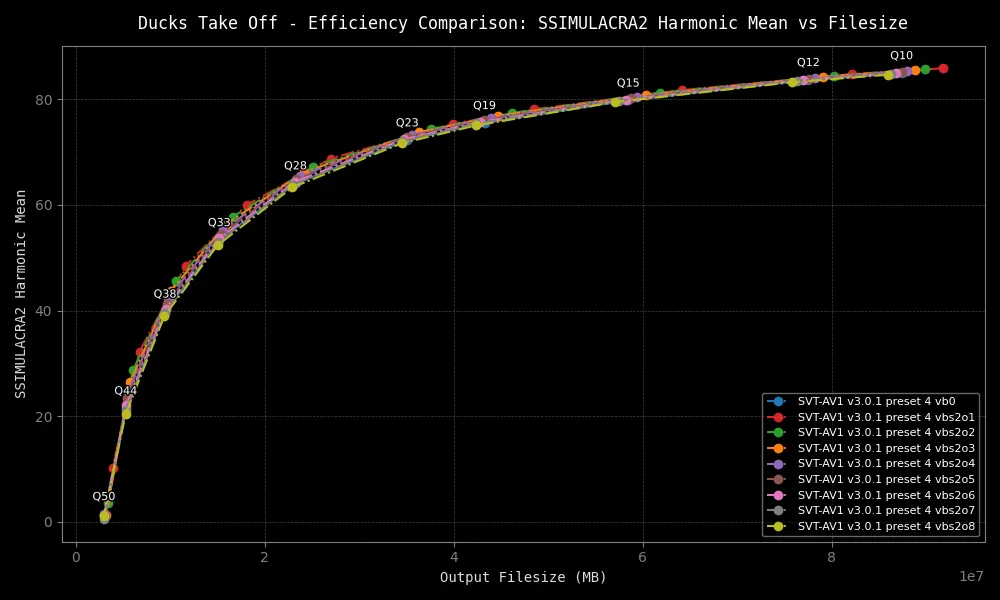 Ducks Take Off - Efficiency Comparison: SSIMULACRA2 Harmonic Mean vs Filesize
SSIMULACRA2 Harmonic Mean
80
60
40
20
0
Q10
Q12
Q15
Q19
Q23
Q28
Q33
Q38
Q44
Q50
SVT-AV1 v3.0.1 preset 4 vb0
SVT-AV1 v3.0.1 preset 4 vbs2o1
SVT-AV1 v3.0.1 preset 4 vbs2o2
SVT-AV1 v3.0.1 preset 4 vbs2o3
SVT-AV1 v3.0.1 preset 4 vbs2o4
SVT-AV1 v3.0.1 preset 4 vbs2o5
SVT-AV1 v3.0.1 preset 4 vbs2o6
SVT-AV1 v3.0.1 preset 4 vbs2o7
SVT-AV1 v3.0.1 preset 4 vbs2o8
0 2 4 6 8
1e7
Output Filesize (MB)